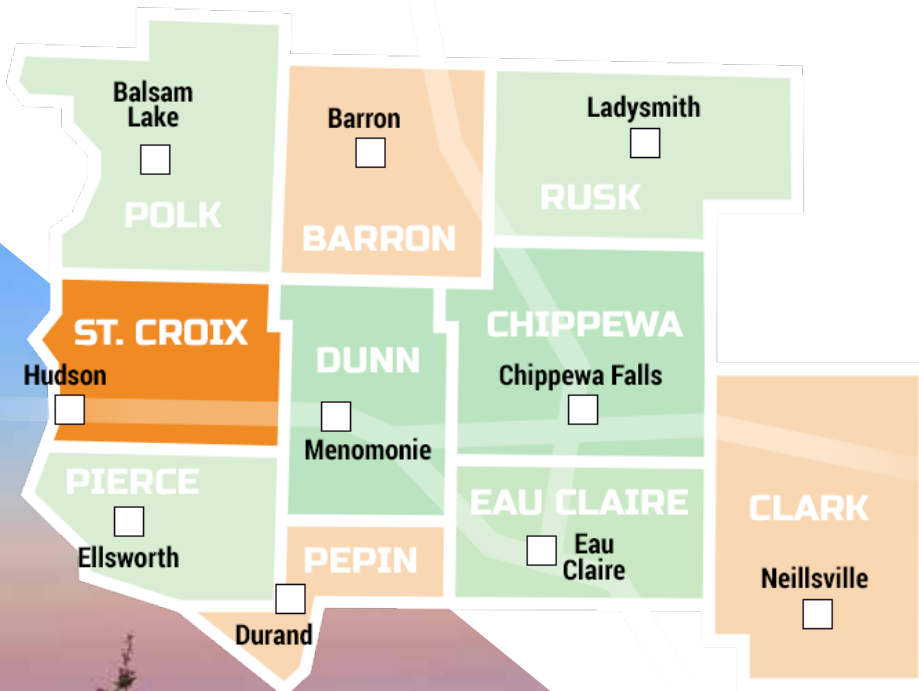 Balsam
Lake
POLK
Barron
BARRON
Ladysmith
RUSK
ST. CROIX
Hudson
DUNN
Menomonie
CHIPPEWA
Chippewa Falls
PIERCE
Ellsworth
PEPIN
Durand
EAU CLAIRE
Eau
Claire
CLARK
Neillsville